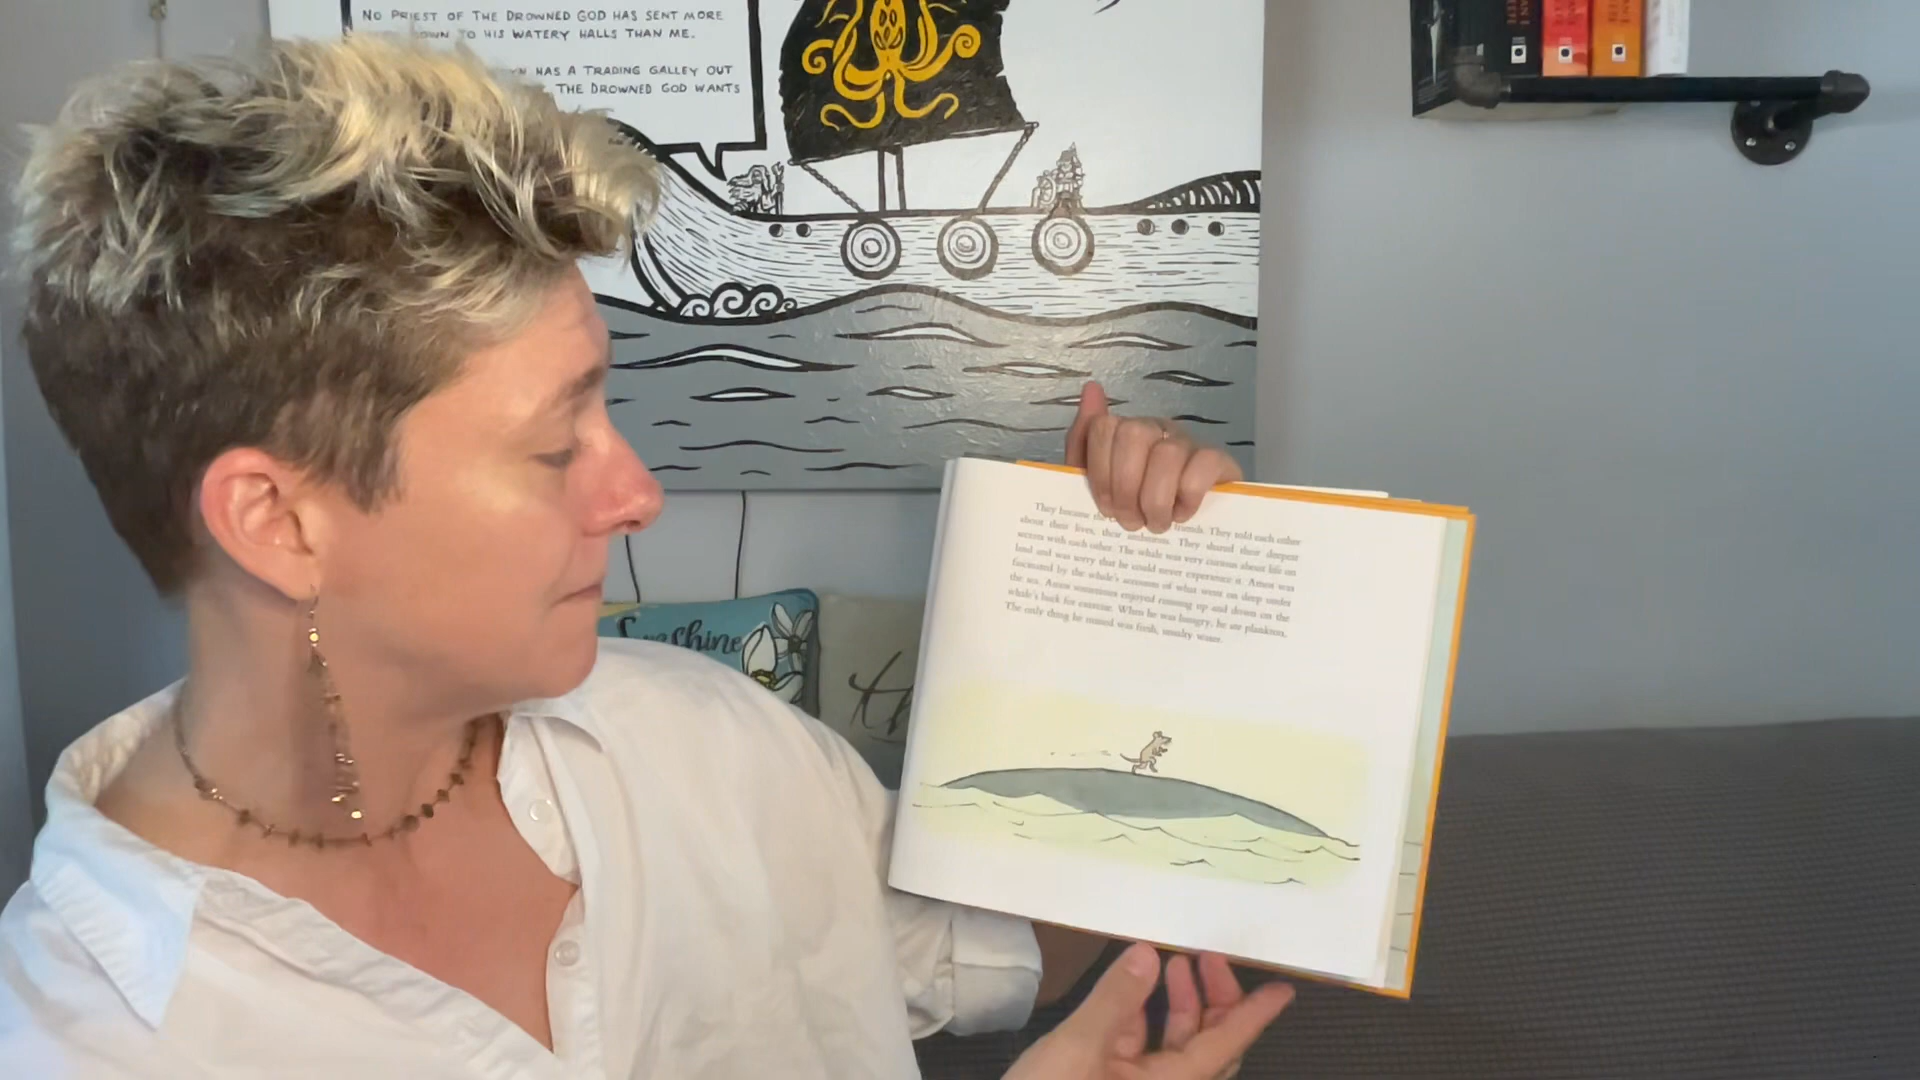 NO PRIEST OF THE DROWNED GOD HAS SENT MORE
DOWN TO HIS WATERY HALLS THAN ME.
HAS A TRADING GALLEY OUT
THE DROWNED GOD WANTS
Sunshine
They became the friends. They told each other
about their lives, their ambitions. They shared their deepest
secrets with each other. The whale was very curious about life on
land and was sorry that he could never experience it. Amos was
fascinated by the whale's accounts of what went on deep under
the sea. Amos sometimes enjoyed running up and down on the
whale's back for exercise. When he was hungry, he ate plankton.
The only thing he missed was fresh, unsalty water.